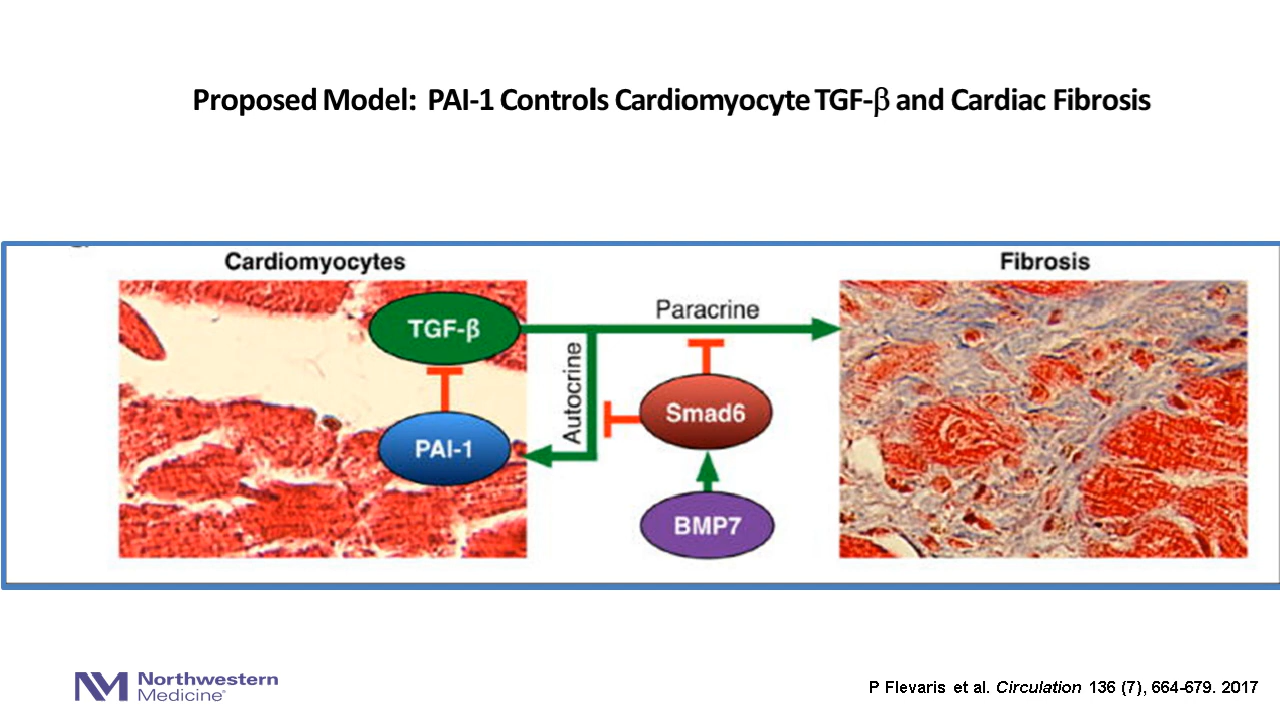 Proposed Model: PAI-1 Controls Cardiomyocyte TGF-β and Cardiac Fibrosis
Cardiomyocytes
Fibrosis
TGF-β
Paracrine
Autocrine
Smad6
PAI-1
BMP7
Northwestern
Medicine®
P Flevaris et al. Circulation 136 (7), 664-679. 2017